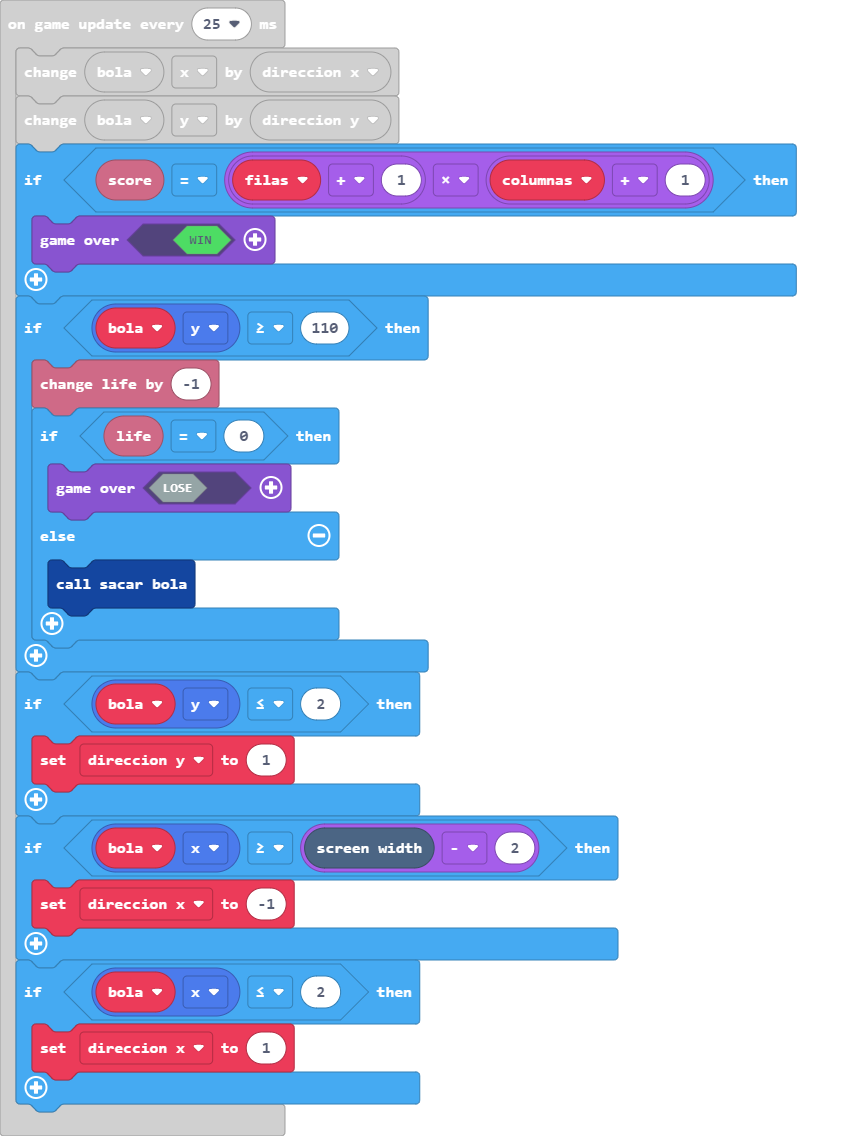 on game update every 25 ms
change bola x by direccion x
change bola y by direccion y
if score = filas + 1 × columnas + 1 then
game over WIN
if bola y ≥ 110 then
change life by -1
if life = 0 then
game over LOSE
else
call sacar bola
if bola y ≤ 2 then
set direccion y to 1
if bola x ≥ screen width - 2 then
set direccion x to -1
if bola x ≤ 2 then
set direccion x to 1